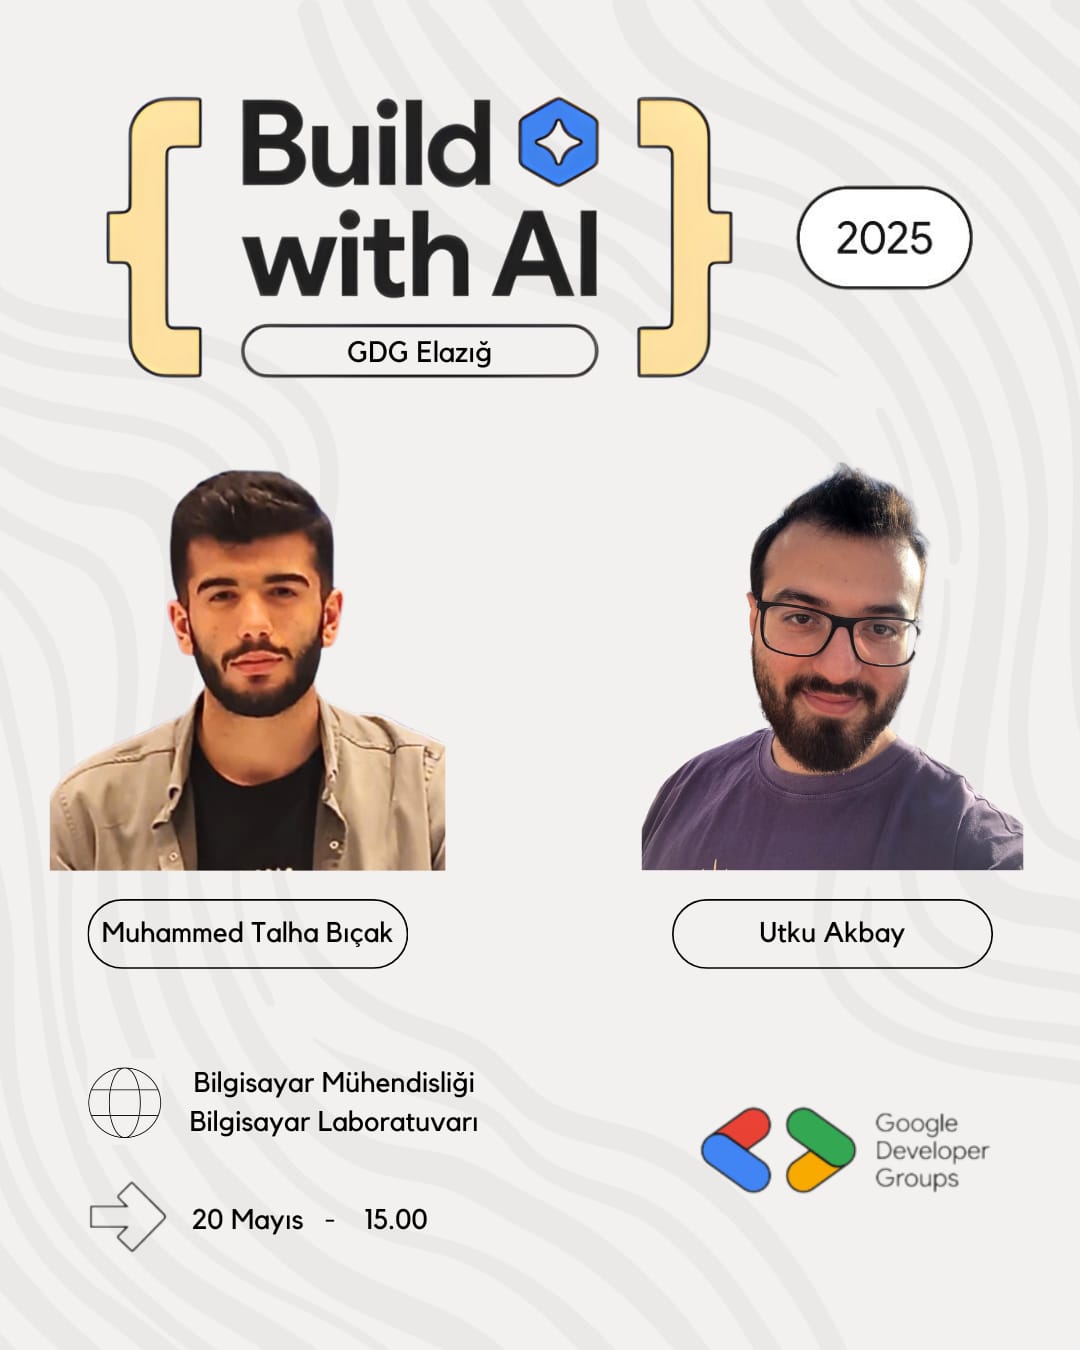 Build
with AI
GDG Elazığ
2025
Muhammed Talha Bıçak
Utku Akbay
Bilgisayar Mühendisliği
Bilgisayar Laboratuvarı
20 Mayıs - 15.00
Google
Developer
Groups